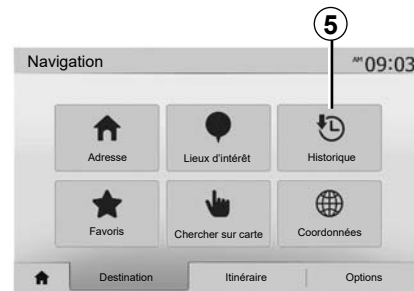 5
Navigation AM 09:03
Adresse Lieux d'intérêt Historique
Favoris Chercher sur carte Coordonnées
Destination Itinéraire Options